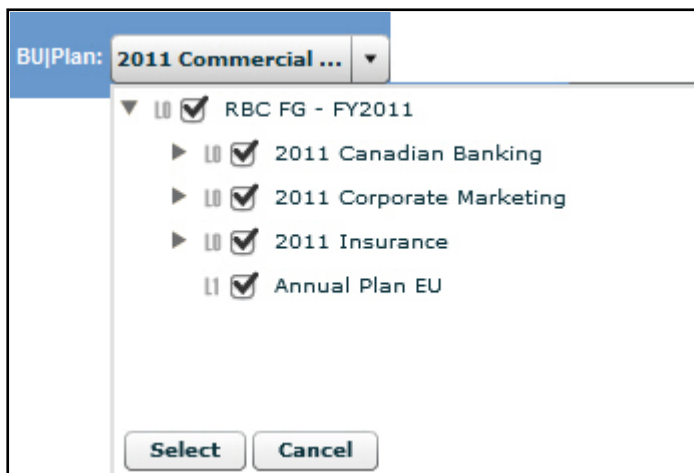 BU|Plan: 2011 Commercial ...
L0 RBC FG - FY2011
L0 2011 Canadian Banking
L0 2011 Corporate Marketing
L0 2011 Insurance
L1 Annual Plan EU
Select Cancel